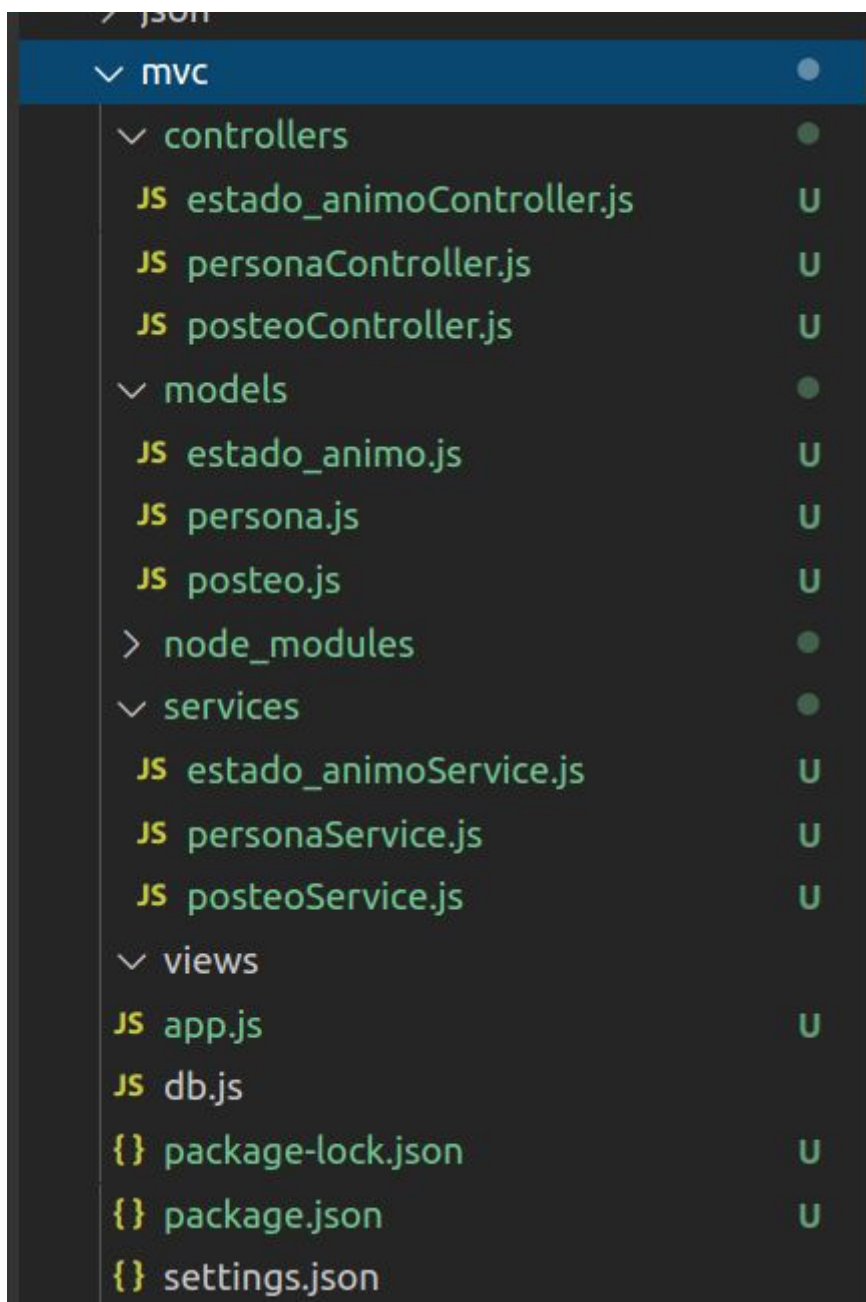 json
mvc
controllers
JS estado_animoController.js U
JS personaController.js U
JS posteoController.js U
models
JS estado_animo.js U
JS persona.js U
JS posteo.js U
node_modules
services
JS estado_animoService.js U
JS personaService.js U
JS posteoService.js U
views
JS app.js U
JS db.js
{} package-lock.json U
{} package.json U
{} settings.json